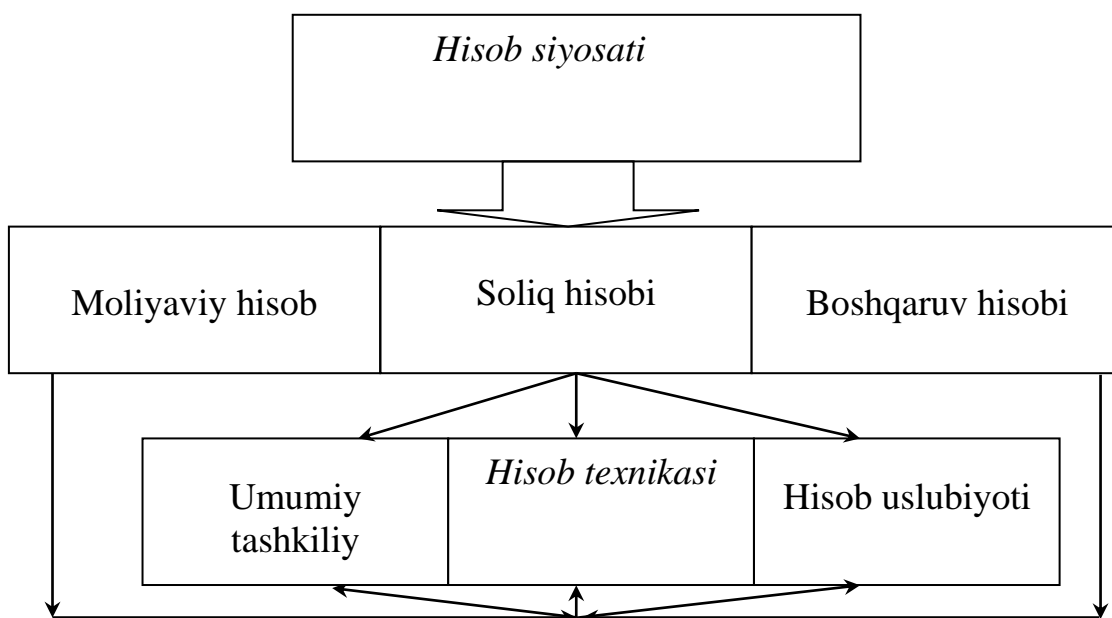 Hisob siyosati
Moliyaviy hisob
Soliq hisobi
Boshqaruv hisobi
Umumiy
tashkiliy
Hisob texnikasi
Hisob uslubiyoti